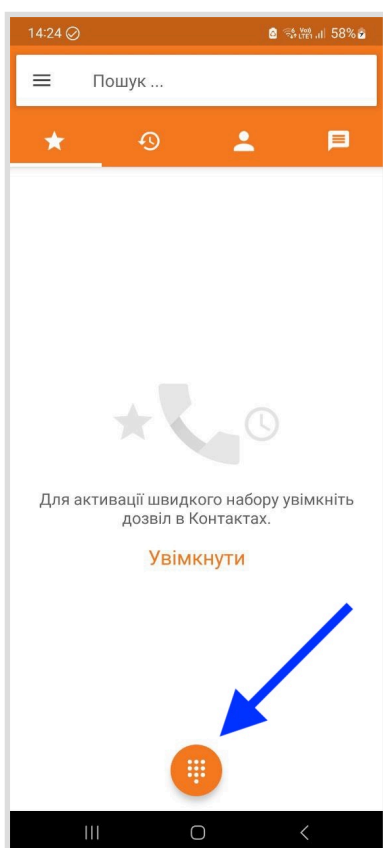 14:24
58%
Пошук ...
Для активації швидкого набору увімкніть
дозвіл в Контактах.
Увімкнути